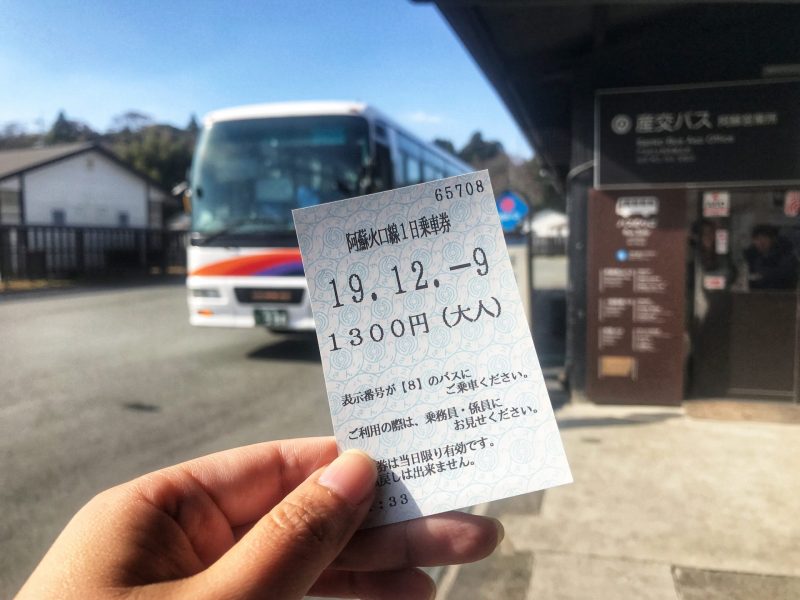 65708
阿蘇火口線１日乗車券
19.12.-9
１３００円（大人）
表示番号が【8】のバスに
ご乗車ください。
ご利用の際は、乗務員・係員に
お見せください。
券は当日限り有効です。
戻しは出来ません。
:33
産交バス